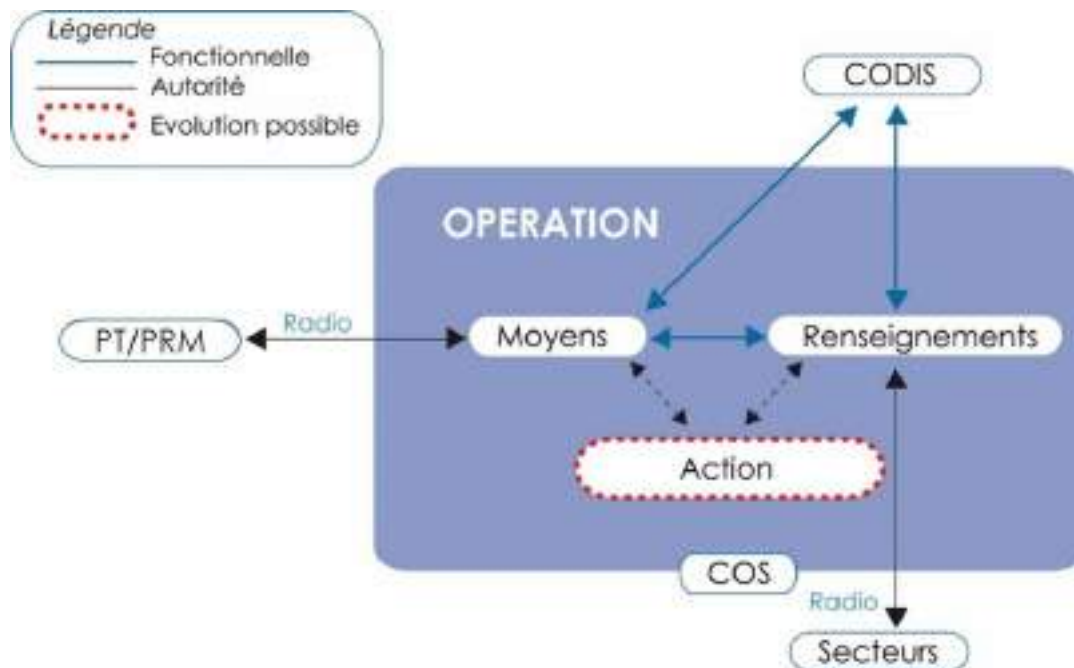 Légende
Fonctionnelle
Autorité
Evolution possible
CODIS
OPERATION
PT/PRM
Radio
Moyens
Renseignements
Action
COS
Radio
Secteurs